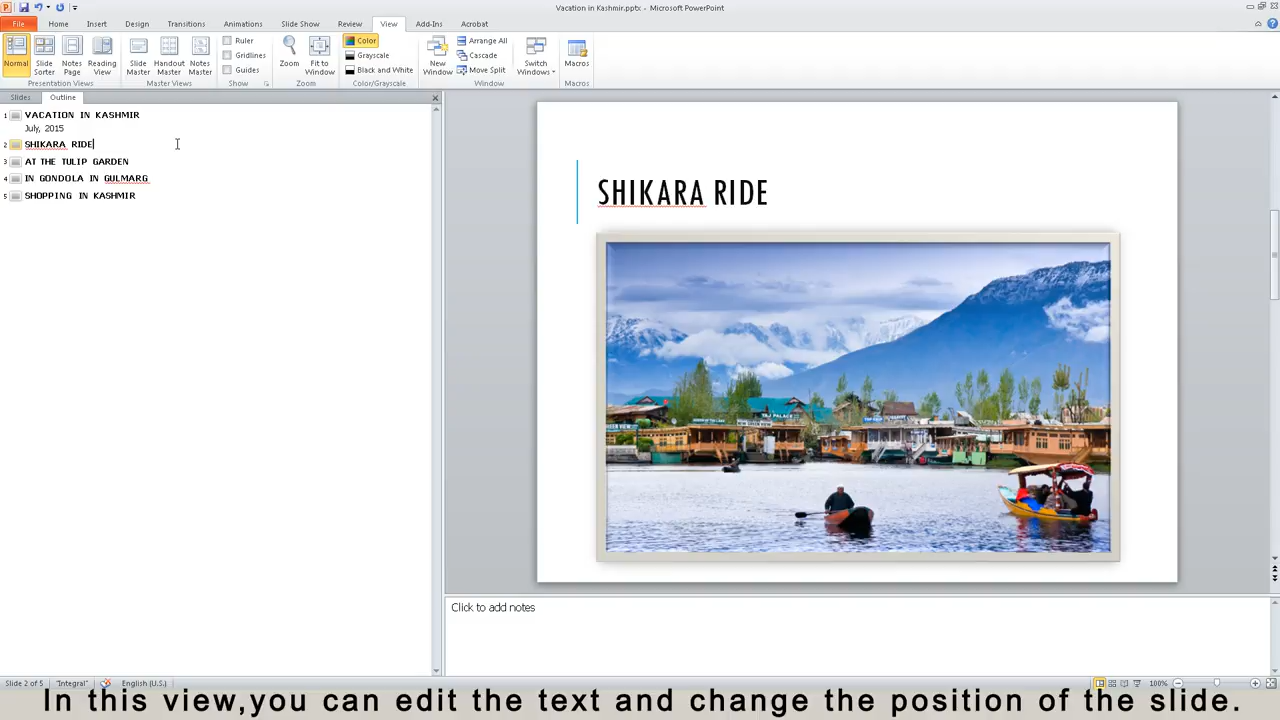 Vacation in Kashmir.pptx - Microsoft PowerPoint
File Home Insert Design Transitions Animations Slide Show Review View Add-Ins Acrobat
Normal Slide Sorter Notes Page Reading View Slide Master Handout Master Notes Master Ruler Gridlines Guides Zoom Fit to Window Color Grayscale Black and White New Window Arrange All Cascade Move Split Switch Windows Macros
Presentation Views Master Views Show Zoom Color/Grayscale Window Macros
Slides Outline
1 VACATION IN KASHMIR
July, 2015
2 SHIKARA RIDE
3 AT THE TULIP GARDEN
4 IN GONDOLA IN GULMARG
5 SHOPPING IN KASHMIR
SHIKARA RIDE
TAJ PALACE
Click to add notes
Slide 2 of 5 "Integral" English (U.S.) 100%
In this view,you can edit the text and change the position of the slide.